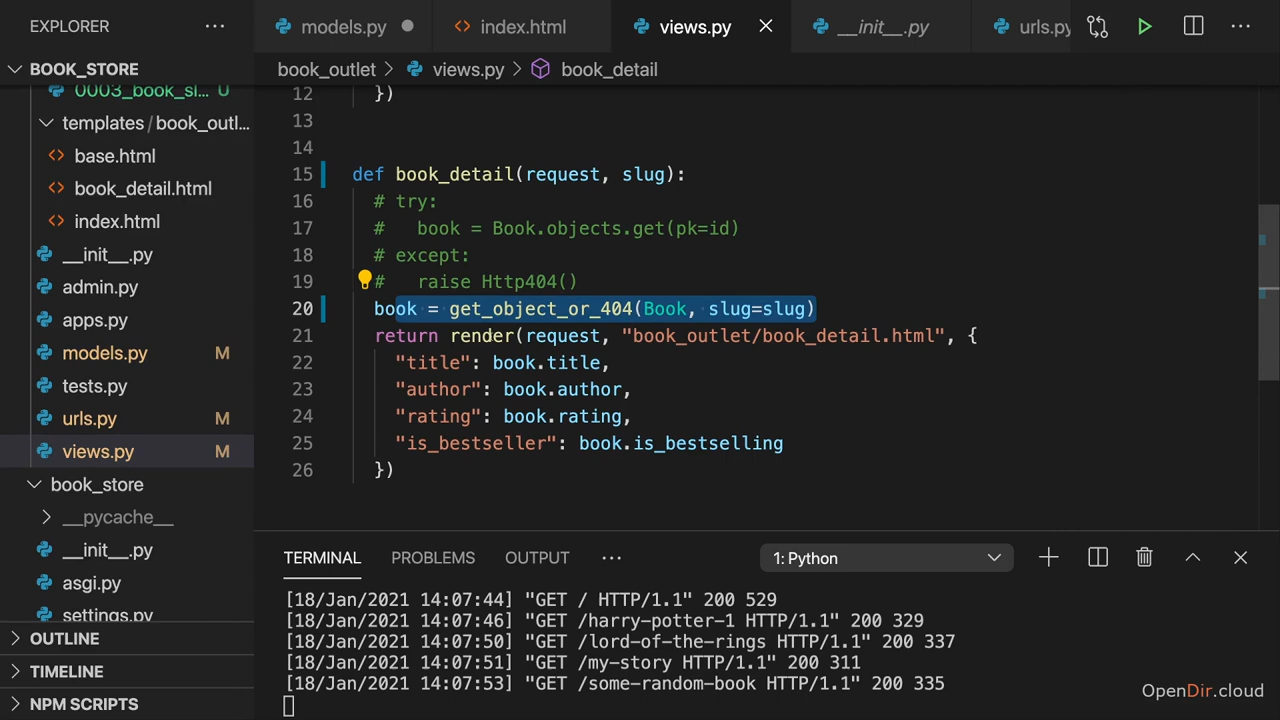 EXPLORER
BOOK_STORE
0003_book_sl... U
templates / book_outl...
base.html
book_detail.html
index.html
__init__.py
admin.py
apps.py
models.py M
tests.py
urls.py M
views.py M
book_store
__pycache__
__init__.py
asgi.py
settings.py
OUTLINE
TIMELINE
NPM SCRIPTS
models.py index.html views.py __init__.py urls.py
book_outlet > views.py > book_detail
12 })
13
14
15 def book_detail(request, slug):
16 # try:
17 #   book = Book.objects.get(pk=id)
18 # except:
19 #   raise Http404()
20 book = get_object_or_404(Book, slug=slug)
21 return render(request, "book_outlet/book_detail.html", {
22 "title": book.title,
23 "author": book.author,
24 "rating": book.rating,
25 "is_bestseller": book.is_bestselling
26 })
TERMINAL PROBLEMS OUTPUT ... 1: Python
[18/Jan/2021 14:07:44] "GET / HTTP/1.1" 200 529
[18/Jan/2021 14:07:46] "GET /harry-potter-1 HTTP/1.1" 200 329
[18/Jan/2021 14:07:50] "GET /lord-of-the-rings HTTP/1.1" 200 337
[18/Jan/2021 14:07:51] "GET /my-story HTTP/1.1" 200 311
[18/Jan/2021 14:07:53] "GET /some-random-book HTTP/1.1" 200 335
OpenDir.cloud